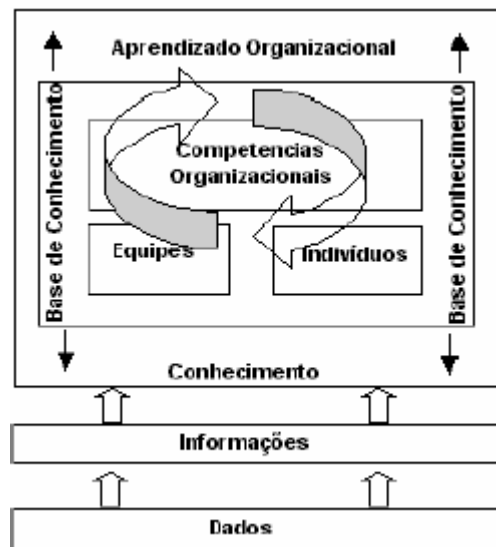 Aprendizado Organizacional
Base de Conhecimento
Competencias
Organizacionais
Equipes
Indivíduos
Base de Conhecimento
Conhecimento
Informações
Dados